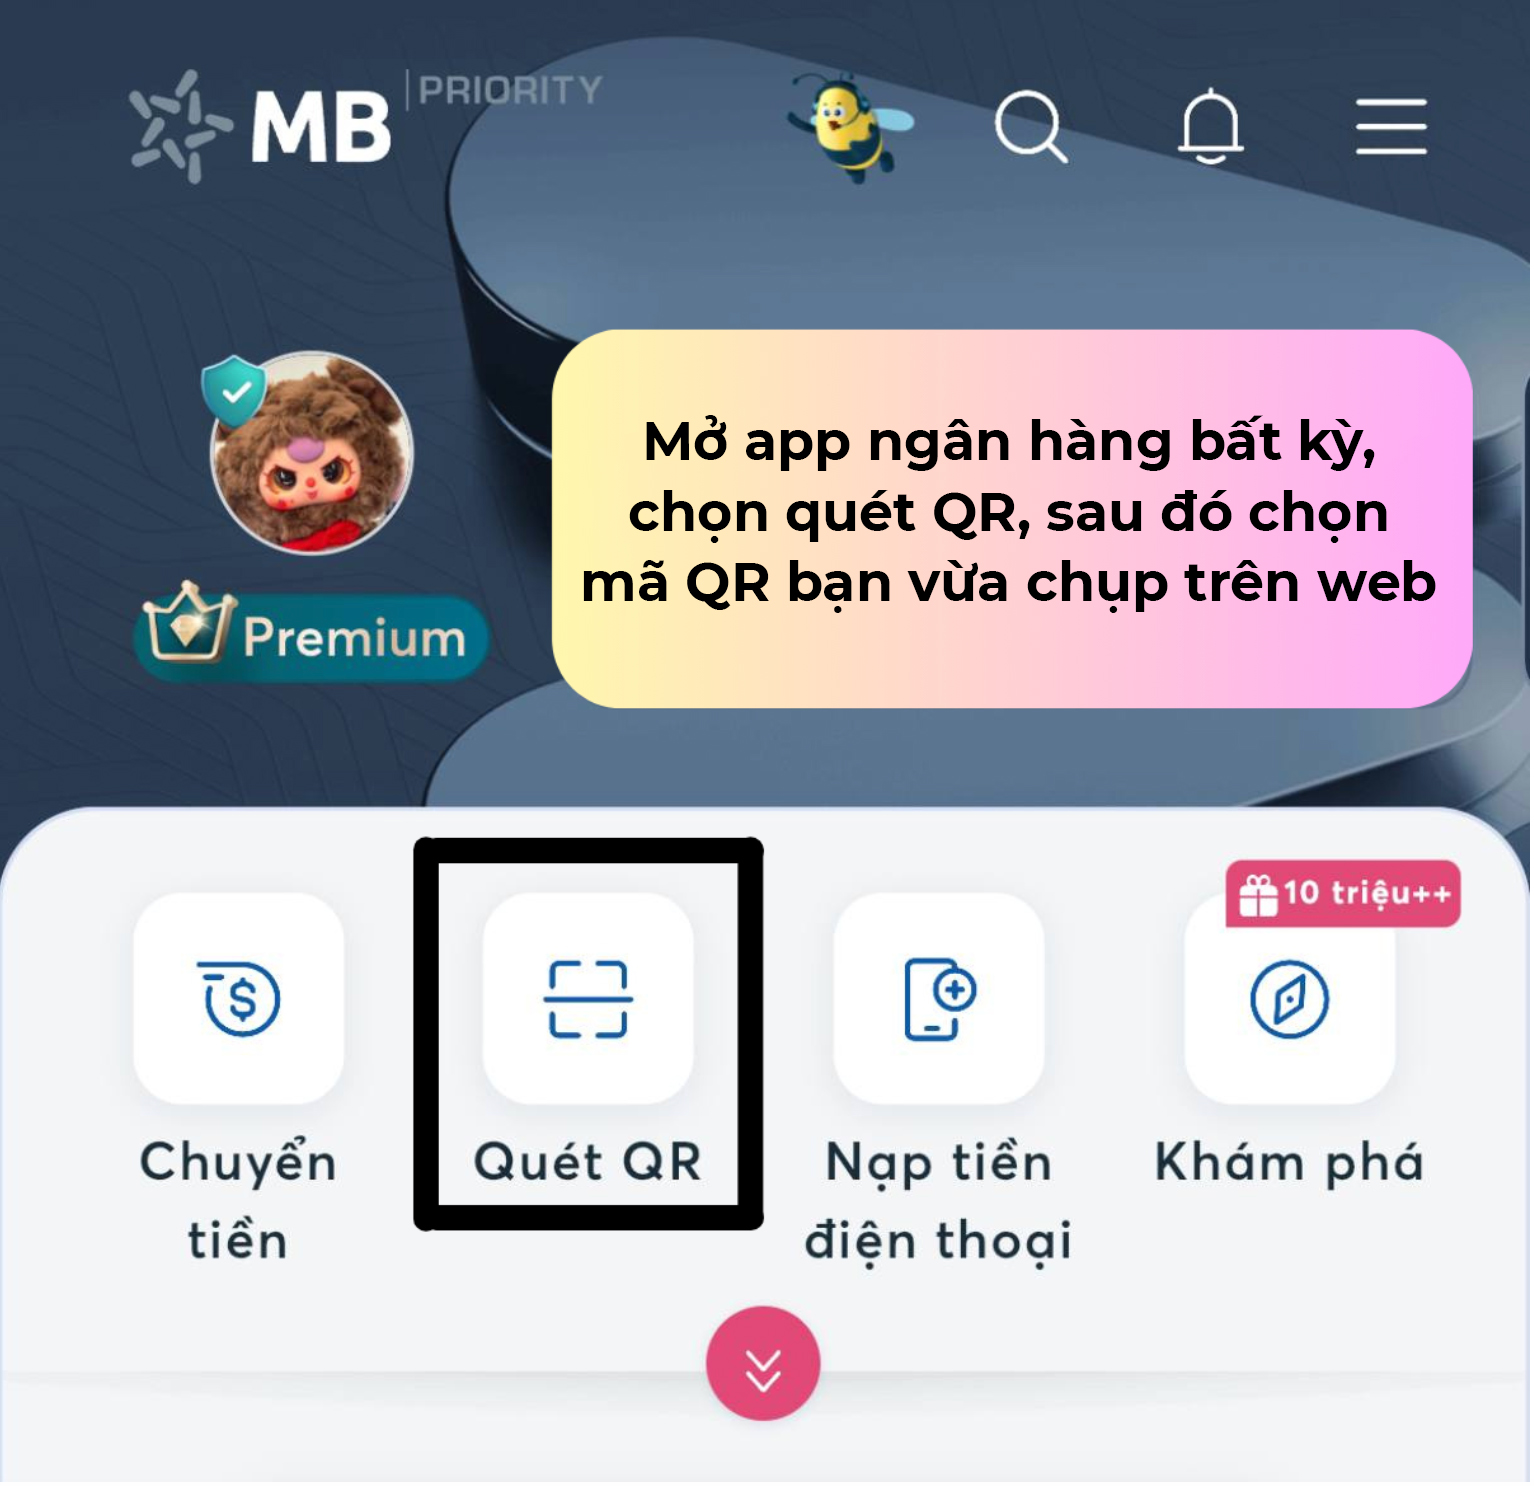 MB PRIORITY
Mở app ngân hàng bất kỳ,
chọn quét QR, sau đó chọn
mã QR bạn vừa chụp trên web
Premium
10 triệu++
Chuyển
tiền
Quét QR
Nạp tiền
điện thoại
Khám phá